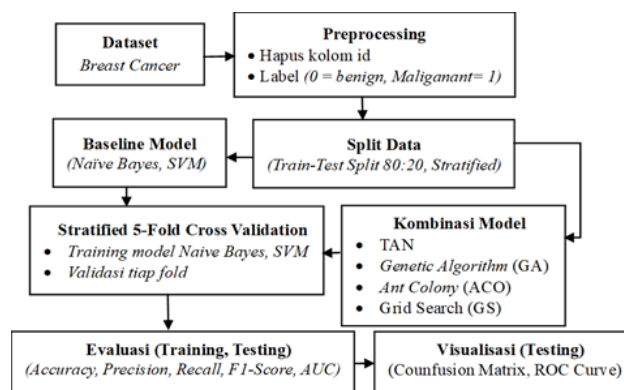 Dataset
Breast Cancer
Preprocessing
• Hapus kolom id
• Label (0 = benign, Maliganant= 1)
Baseline Model
(Naïve Bayes, SVM)
Split Data
(Train-Test Split 80:20, Stratified)
Stratified 5-Fold Cross Validation
• Training model Naive Bayes, SVM
• Validasi tiap fold
Kombinasi Model
• TAN
• Genetic Algorithm (GA)
• Ant Colony (ACO)
• Grid Search (GS)
Evaluasi (Training, Testing)
(Accuracy, Precision, Recall, F1-Score, AUC)
Visualisasi (Testing)
(Counfusion Matrix, ROC Curve)